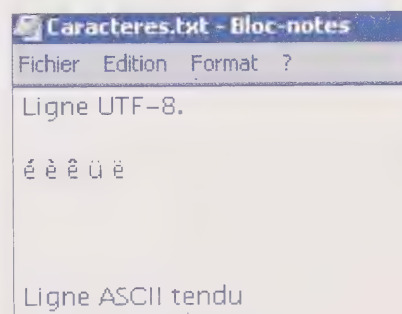 Caracteres.txt - Bloc-notes
Fichier Edition Format ?
Ligne UTF-8.
é è ê ü ë
Ligne ASCII tendu